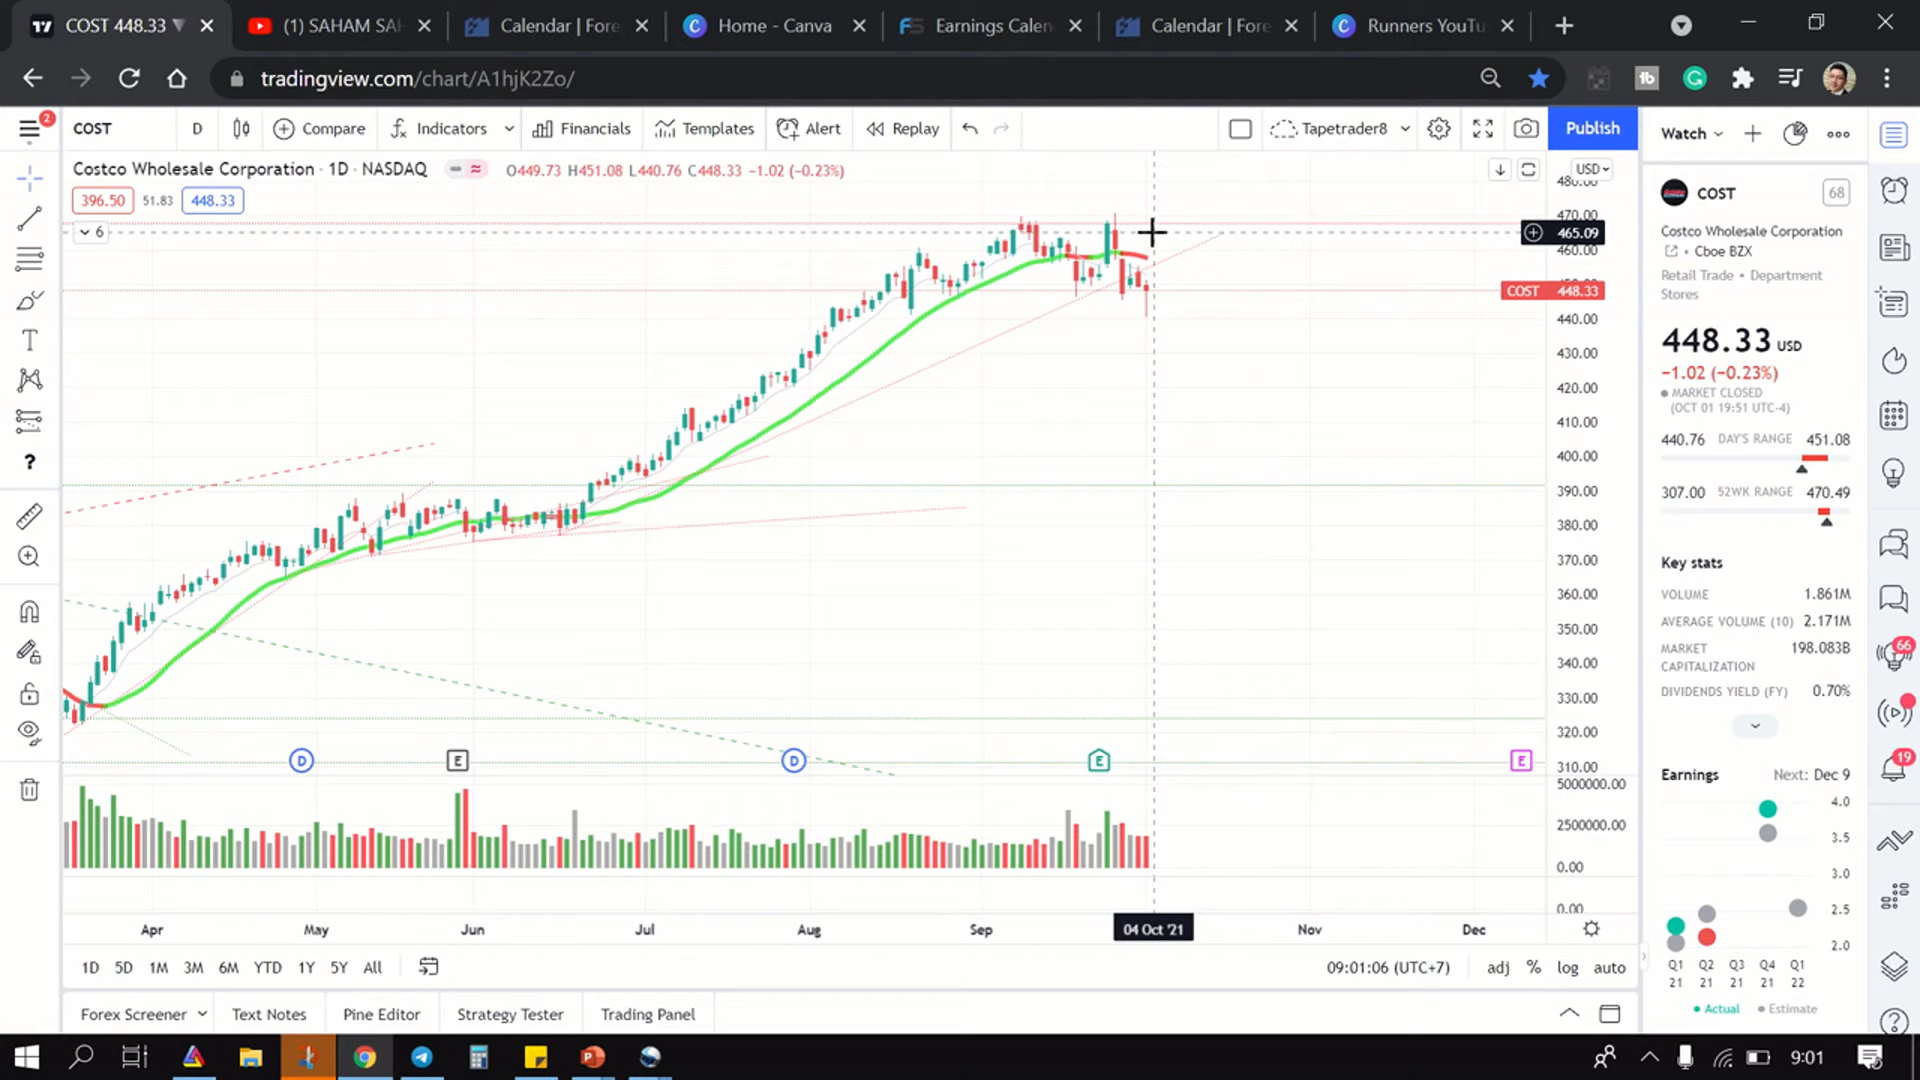 COST 448.33
(1) SAHAM SAH
Calendar | Fore
Home - Canva
Earnings Calen
Calendar | Fore
Runners YouTu
tradingview.com/chart/A1hjK2Zo/
2
COST
D
Compare
Indicators
Financials
Templates
Alert
Replay
Tapetrader8
Publish
Watch
Costco Wholesale Corporation · 1D · NASDAQ
O449.73 H451.08 L440.76 C448.33 −1.02 (−0.23%)
USD
396.50
51.83
448.33
6
480.00
470.00
465.09
460.00
COST 448.33
440.00
430.00
420.00
410.00
400.00
390.00
380.00
370.00
360.00
350.00
340.00
330.00
320.00
310.00
D
E
D
E
E
5000000.00
2500000.00
0.00
0.00
Apr
May
Jun
Jul
Aug
Sep
04 Oct '21
Nov
Dec
1D
5D
1M
3M
6M
YTD
1Y
5Y
All
09:01:06 (UTC+7)
adj
%
log
auto
Forex Screener
Text Notes
Pine Editor
Strategy Tester
Trading Panel
COST
68
Costco Wholesale Corporation
• Cboe BZX
Retail Trade • Department
Stores
448.33 USD
−1.02 (−0.23%)
MARKET CLOSED
(OCT 01 19:51 UTC-4)
440.76 DAY'S RANGE 451.08
307.00 52WK RANGE 470.49
Key stats
VOLUME 1.861M
AVERAGE VOLUME (10) 2.171M
MARKET
CAPITALIZATION
198.083B
DIVIDENDS YIELD (FY) 0.70%
Earnings
Next: Dec 9
4.0
3.5
3.0
2.5
2.0
Q1 Q2 Q3 Q4 Q1
21 21 21 21 22
• Actual • Estimate
66
19
9:01